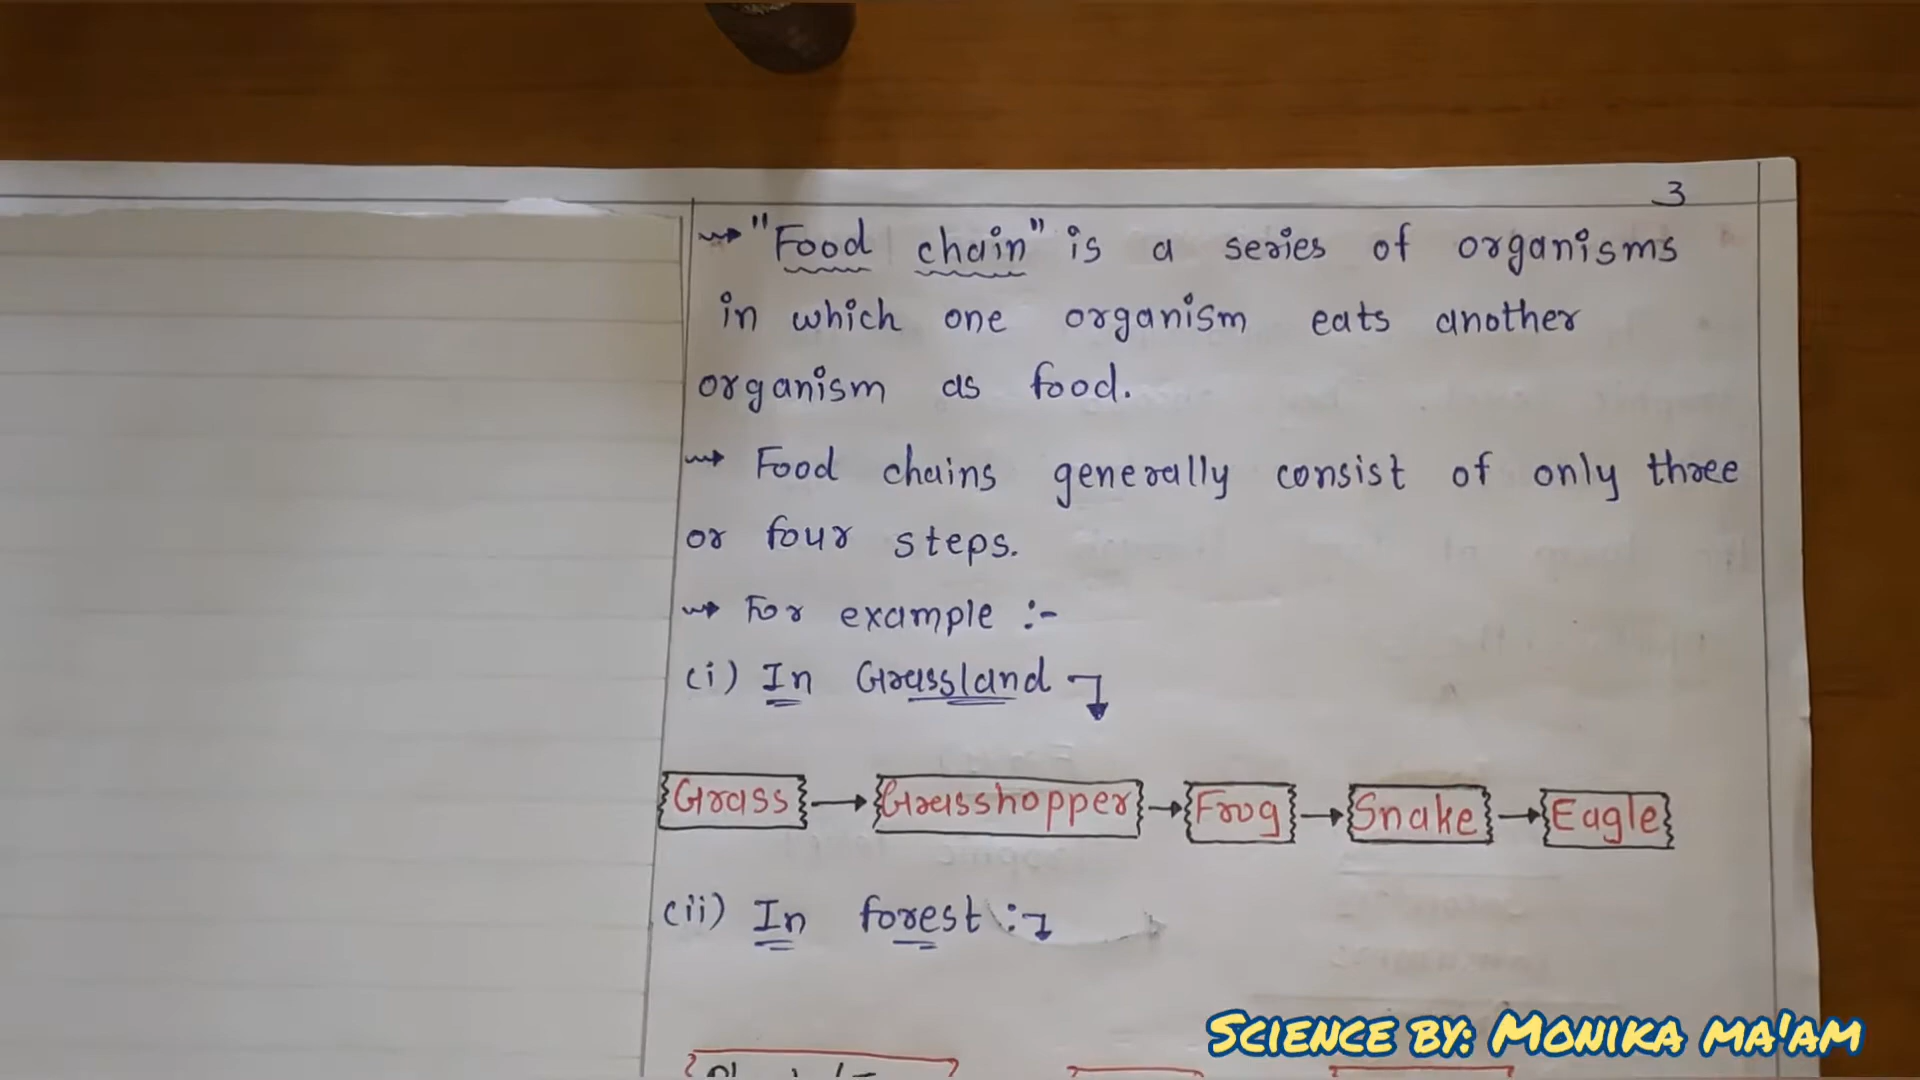 3
⇝ "Food chain" is a series of organisms
in which one organism eats another
organism as food.
⇝ Food chains generally consist of only three
or four steps.
⇝ For example :-
(i) In Grassland ↴
Grass → Grasshopper → Frog → Snake → Eagle
(ii) In forest :↴
SCIENCE BY: MONIKA MA'AM